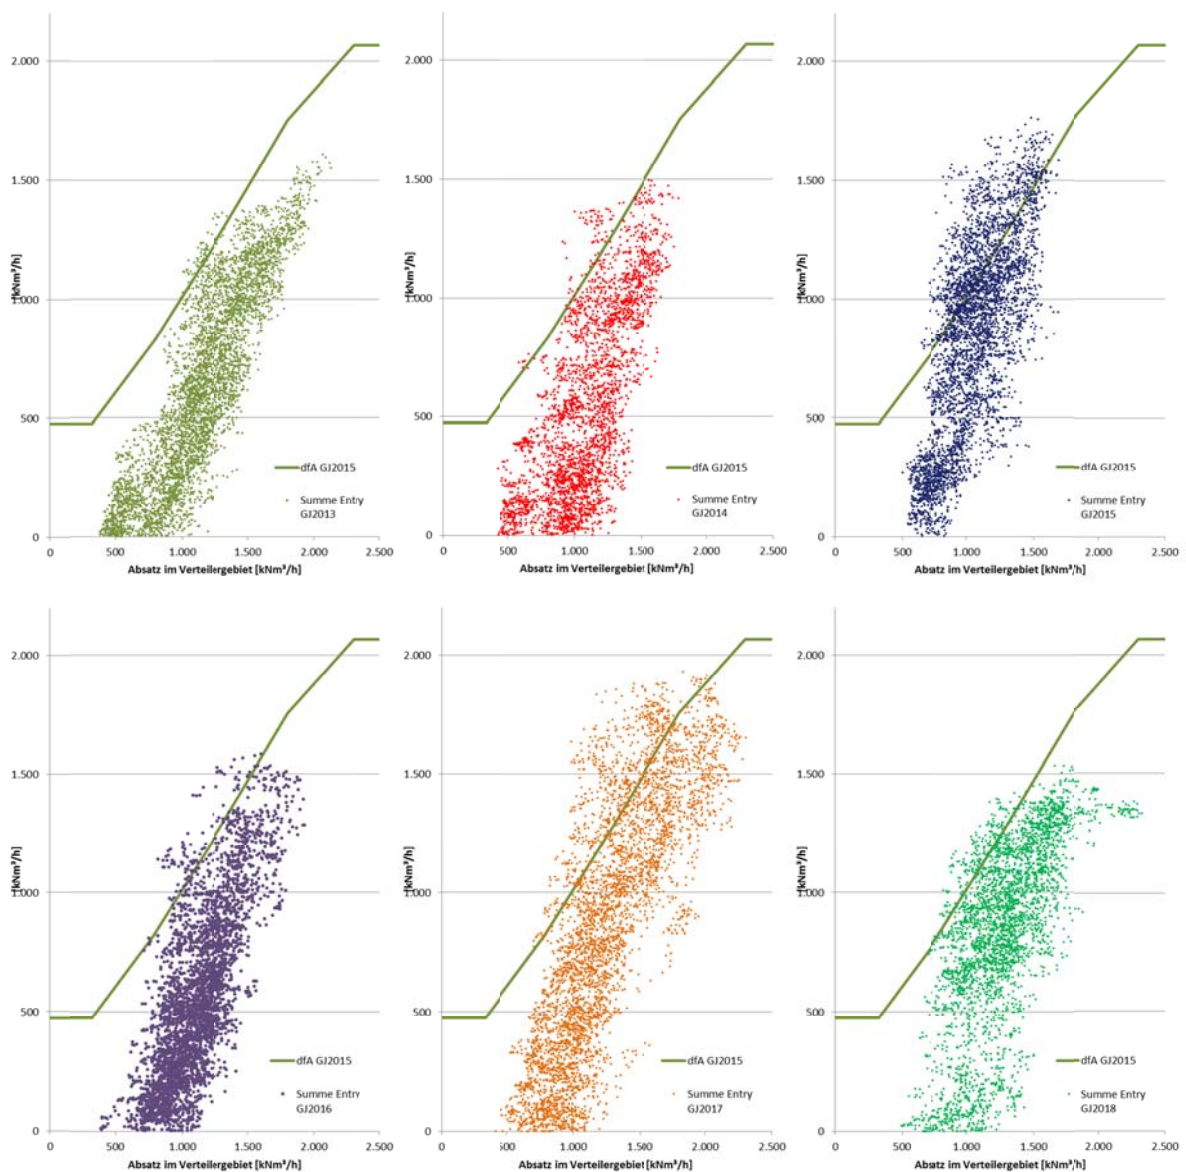 2.000
1.500
1.000
500
0
[kNm³/h]
dfA GJ2015
Summe Entry
GJ2013
500 1.000 1.500 2.000 2.500
Absatz im Verteilergebiet [kNm³/h]
2.000
1.500
1.000
500
0
[kNm³/h]
dfA GJ2015
Summe Entry
GJ2014
0 500 1.000 1.500 2.000 2.500
Absatz im Verteilergebiet [kNm³/h]
2.000
1.500
1.000
500
0
[kNm³/h]
dfA GJ2015
Summe Entry
GJ2015
0 500 1.000 1.500 2.000 2.500
Absatz im Verteilergebiet [kNm³/h]
2.000
1.500
1.000
500
0
[kNm³/h]
dfA GJ2015
Summe Entry
GJ2016
0 500 1.000 1.500 2.000 2.500
Absatz im Verteilergebiet [kNm³/h]
2.000
1.500
1.000
500
0
[kNm³/h]
dfA GJ2015
Summe Entry
GJ2017
0 500 1.000 1.500 2.000 2.500
Absatz im Verteilergebiet [kNm³/h]
2.000
1.500
1.000
500
0
[kNm³/h]
dfA GJ2015
Summe Entry
GJ2018
0 500 1.000 1.500 2.000 2.500
Absatz im Verteilergebiet [kNm³/h]